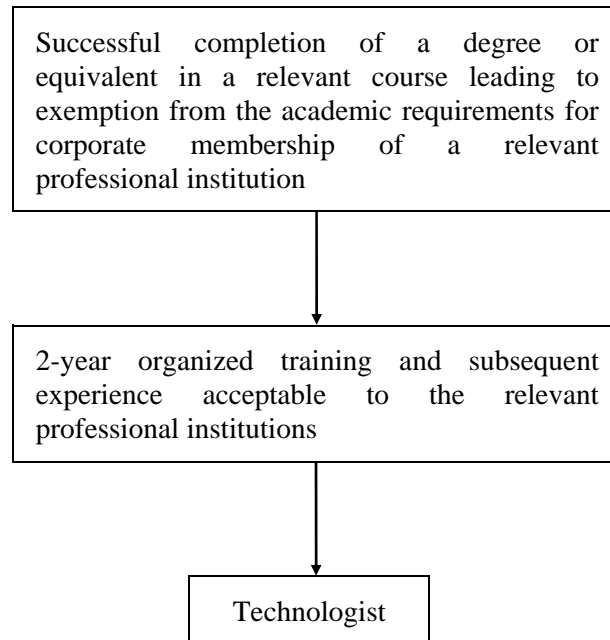 Successful completion of a degree or
equivalent in a relevant course leading to
exemption from the academic requirements for
corporate membership of a relevant
professional institution
2-year organized training and subsequent
experience acceptable to the relevant
professional institutions
Technologist